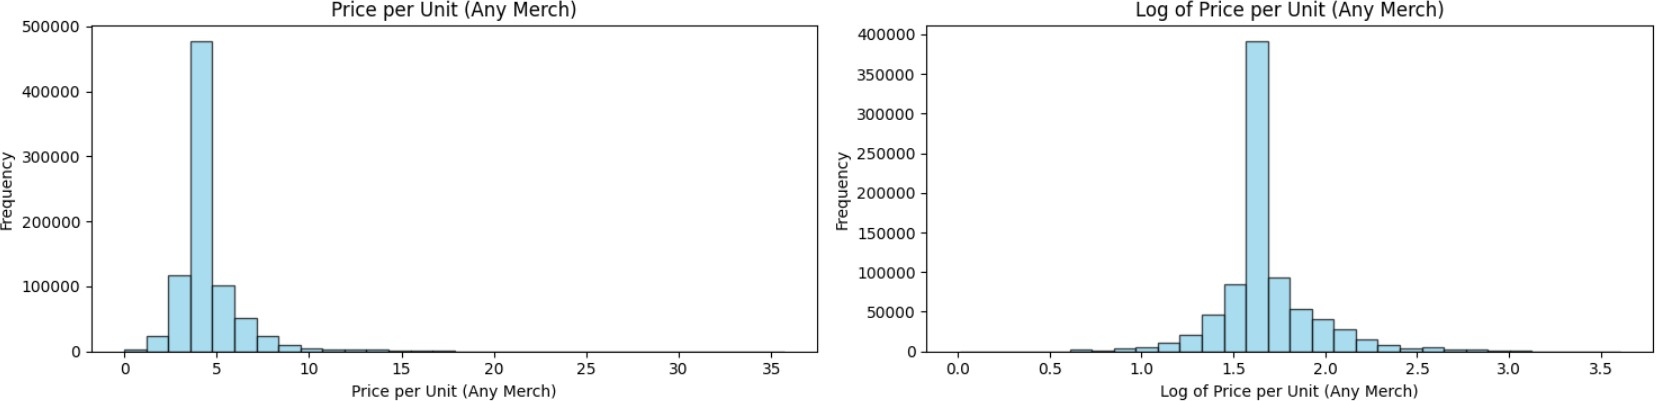 Price per Unit (Any Merch)
500000
400000
300000
200000
100000
0
Frequency
0 5 10 15 20 25 30 35
Price per Unit (Any Merch)
Log of Price per Unit (Any Merch)
400000
350000
300000
250000
200000
150000
100000
50000
0
Frequency
0.0 0.5 1.0 1.5 2.0 2.5 3.0 3.5
Log of Price per Unit (Any Merch)